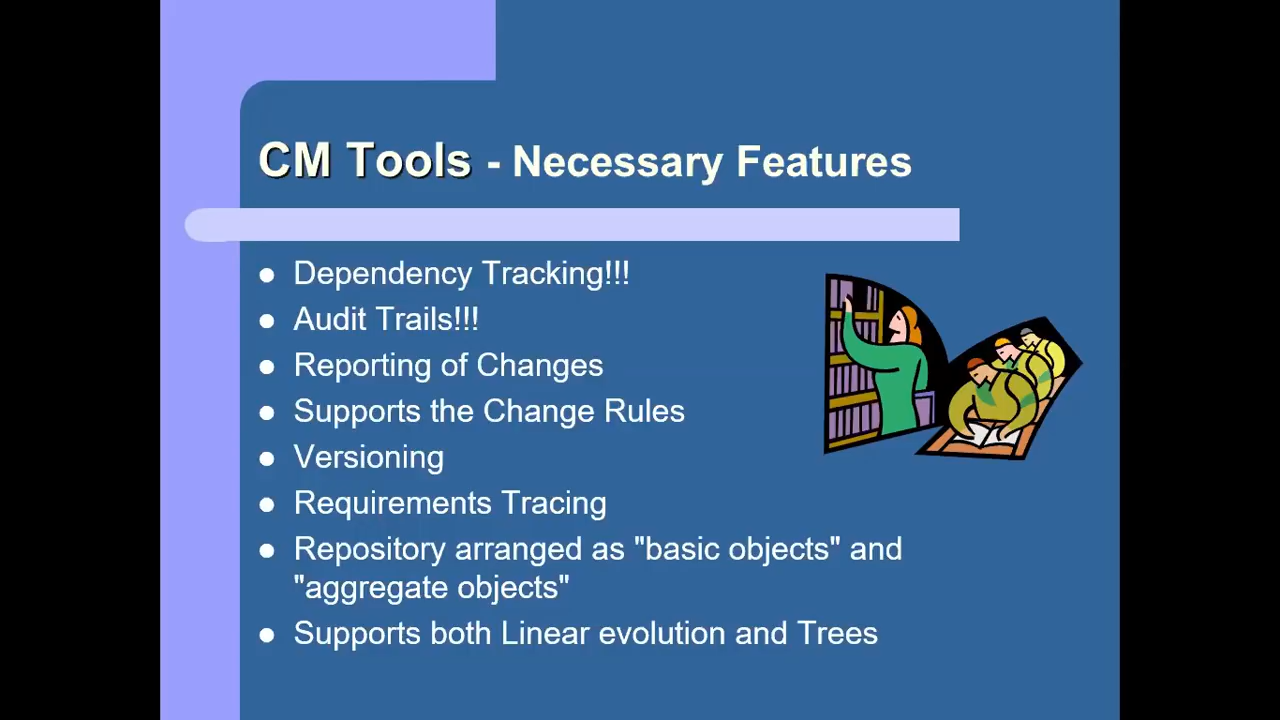 CM Tools - Necessary Features
Dependency Tracking!!!
Audit Trails!!!
Reporting of Changes
Supports the Change Rules
Versioning
Requirements Tracing
Repository arranged as "basic objects" and
"aggregate objects"
Supports both Linear evolution and Trees